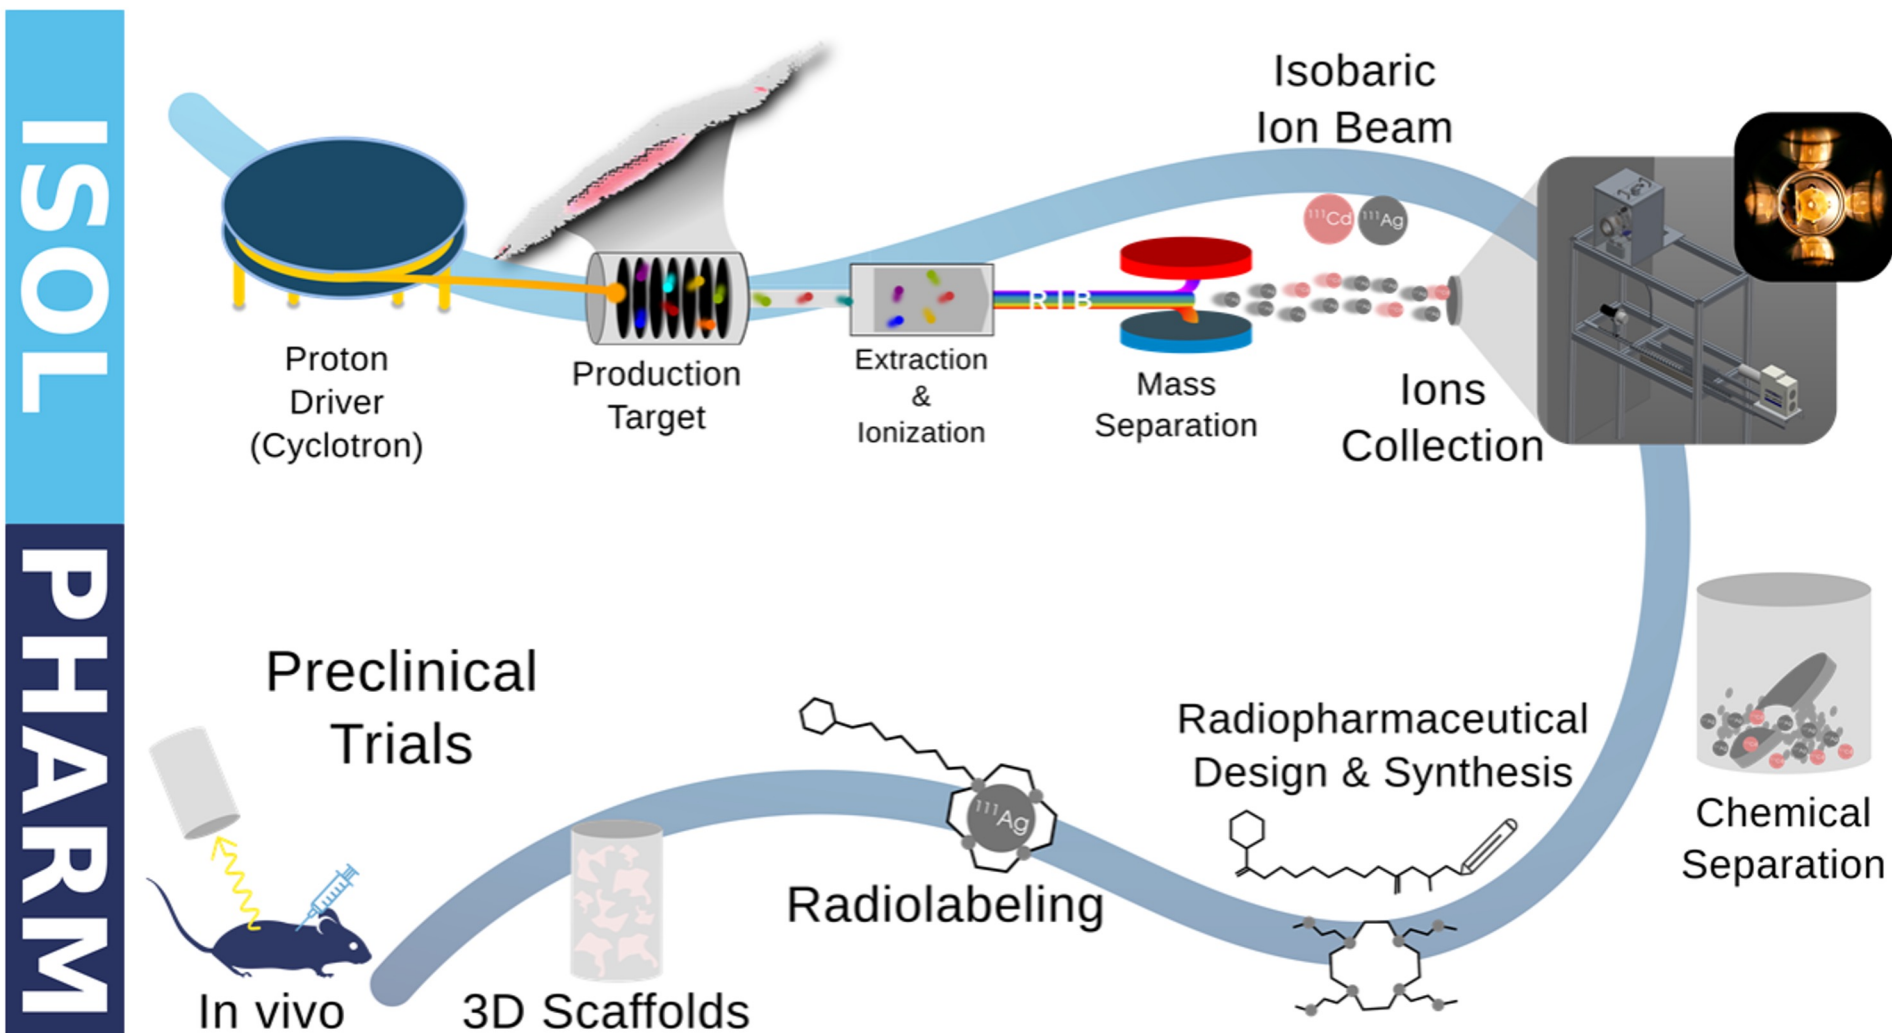 ISOL
PHARM
Proton
Driver
(Cyclotron)
Production
Target
Extraction
&
Ionization
RIB
Mass
Separation
Isobaric
Ion Beam
¹¹¹Cd
¹¹¹Ag
Ions
Collection
Chemical
Separation
Radiopharmaceutical
Design & Synthesis
¹¹¹Ag
Radiolabeling
Preclinical
Trials
3D Scaffolds
In vivo